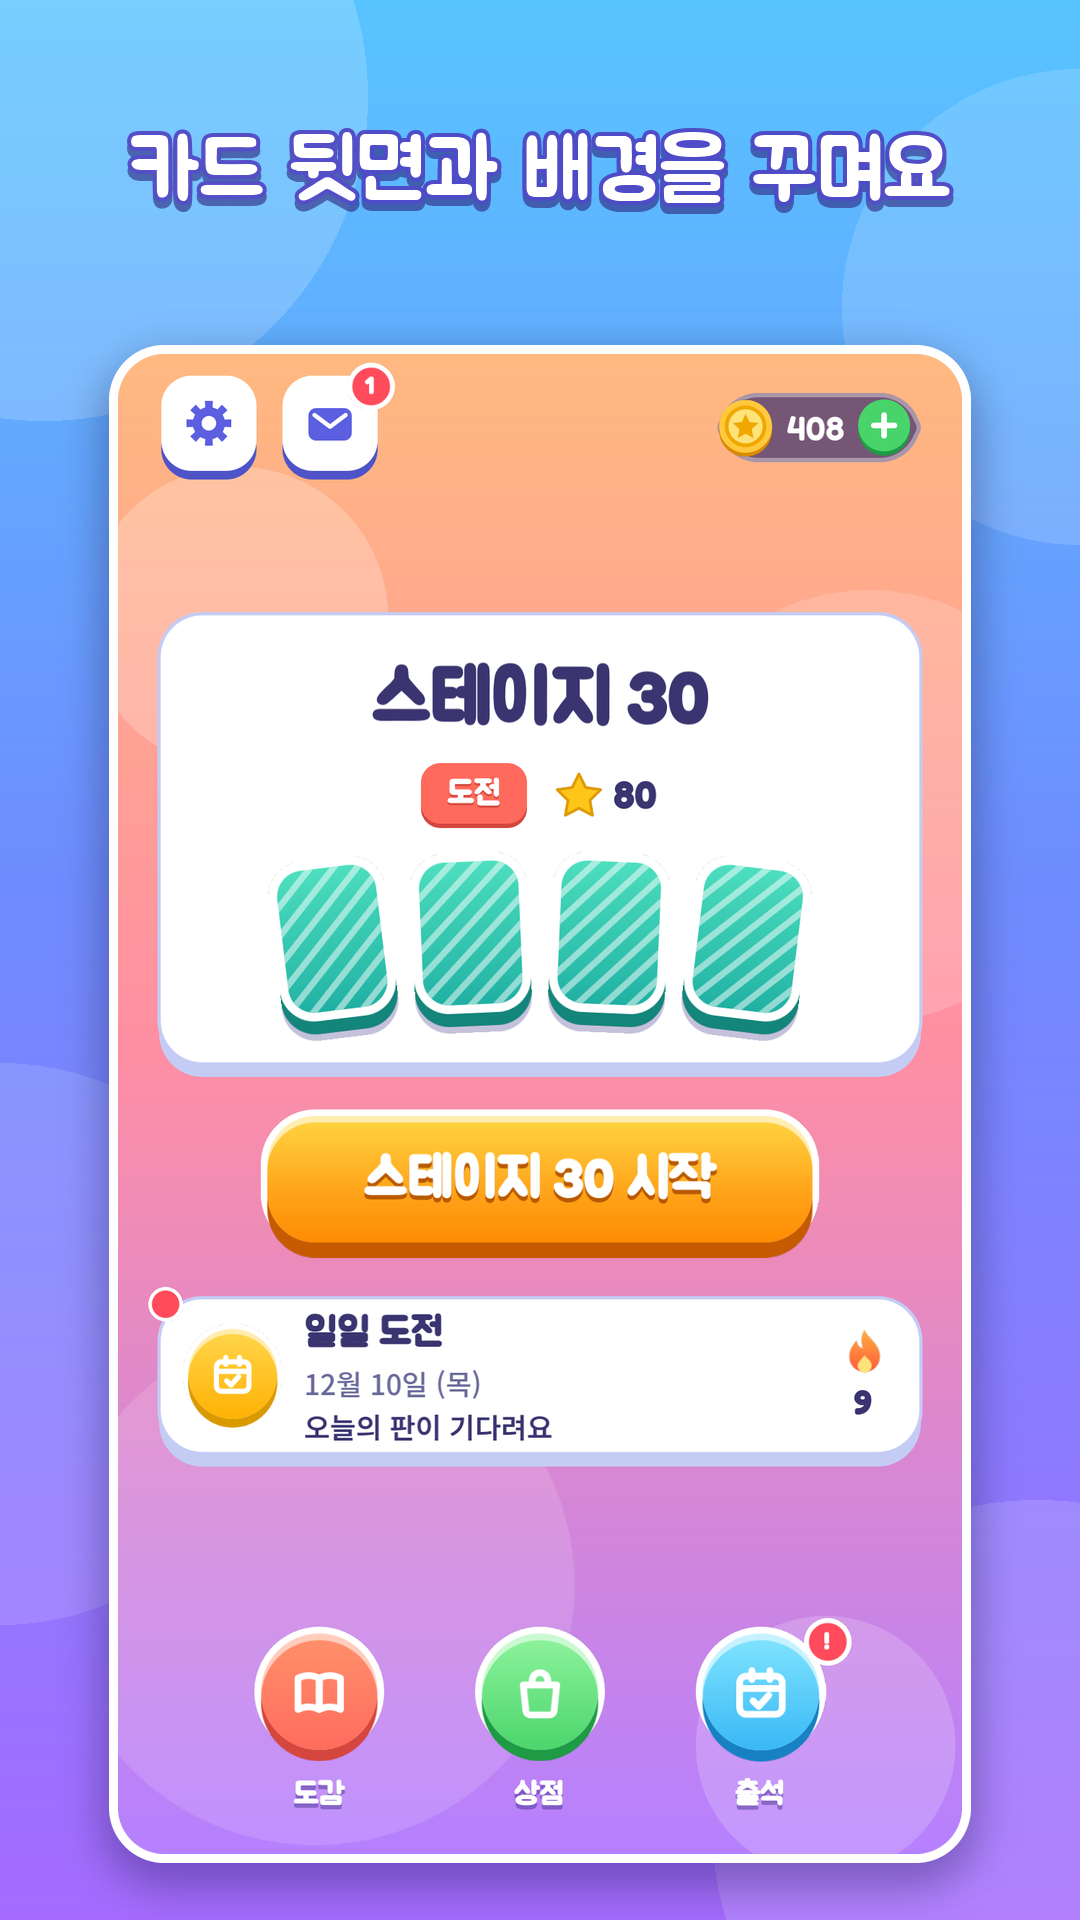 카드 뒷면과 배경을 꾸며요
1
408
스테이지 30
도전
80
스테이지 30 시작
일일 도전
12월 10일 (목)
오늘의 판이 기다려요
9
!
도감
상점
출석